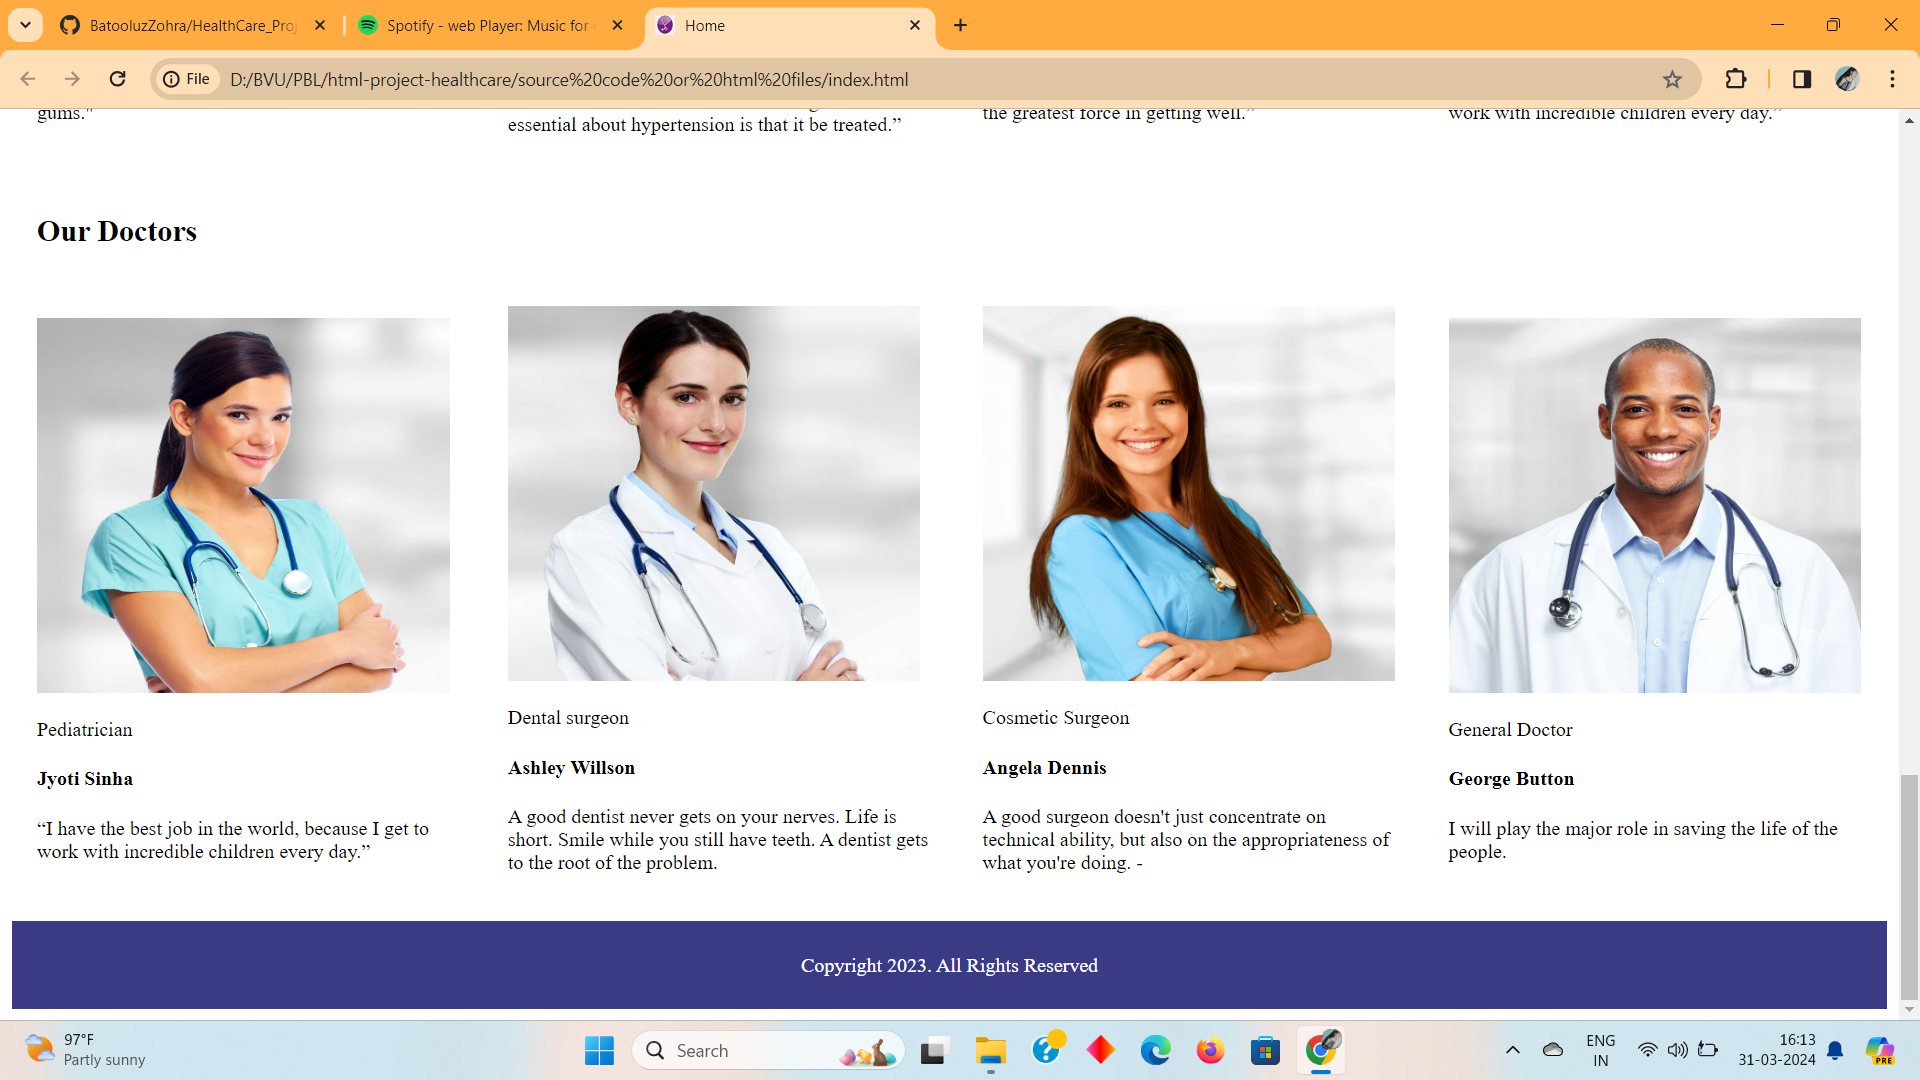 BatooluzZohra/HealthCare_Proj
Spotify - web Player: Music for e
Home
File
D:/BVU/PBL/html-project-healthcare/source%20code%20or%20html%20files/index.html
gums."
essential about hypertension is that it be treated.”
the greatest force in getting well.”
work with incredible children every day.”
Our Doctors
Pediatrician
Jyoti Sinha
“I have the best job in the world, because I get to
work with incredible children every day.”
Dental surgeon
Ashley Willson
A good dentist never gets on your nerves. Life is
short. Smile while you still have teeth. A dentist gets
to the root of the problem.
Cosmetic Surgeon
Angela Dennis
A good surgeon doesn't just concentrate on
technical ability, but also on the appropriateness of
what you're doing. -
General Doctor
George Button
I will play the major role in saving the life of the
people.
Copyright 2023. All Rights Reserved
97°F
Partly sunny
Search
ENG
IN
16:13
31-03-2024
PRE